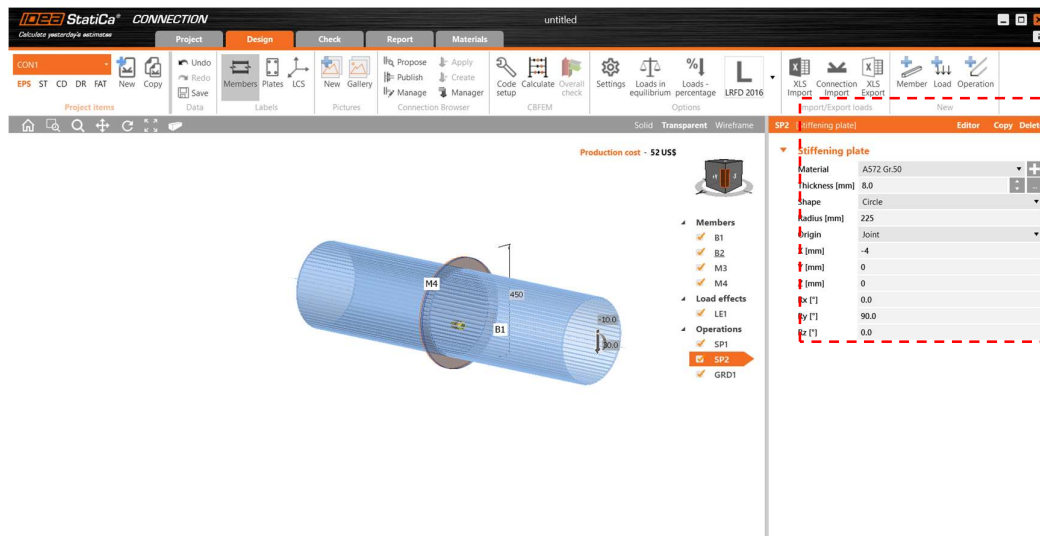 IDEA StatiCa® CONNECTION
untitled
Calculate yesterday's estimates
Project Design Check Report Materials
CON1
EPS ST CD DR FAT New Copy
Undo
Redo
Save
Members Plates LCS
New Gallery
Propose Apply
Publish Create
Manage Manager
Code setup Calculate Overall check
Settings Loads in equilibrium Loads - percentage LRFD 2016
XLS Import Connection Import XLS Export
Member Load Operation
Project items Data Labels Pictures Connection Browser CBFEM Options Import/Export loads New
Solid Transparent Wireframe
SP2 [Stiffening plate] Editor Copy Delete
Production cost - 52 US$
Stiffening plate
Material A572 Gr.50
Thickness [mm] 8.0
Shape Circle
Radius [mm] 225
Origin Joint
X [mm] -4
Y [mm] 0
Z [mm] 0
Rx [°] 0.0
Ry [°] 90.0
Rz [°] 0.0
Members
B1
B2
M3
M4
Load effects
LE1
Operations
SP1
SP2
GRD1
M4
450
B1
-10.0